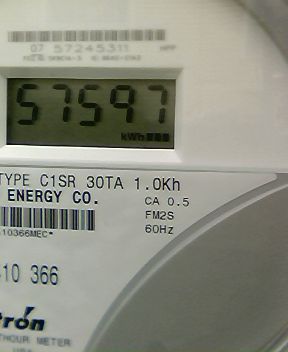 07 57245311
57597
kWh
TYPE C1SR 30TA 1.0Kh
ENERGY CO.
CA 0.5
FM2S
60Hz
10366MEC*
10 366
tron
THOUR METER